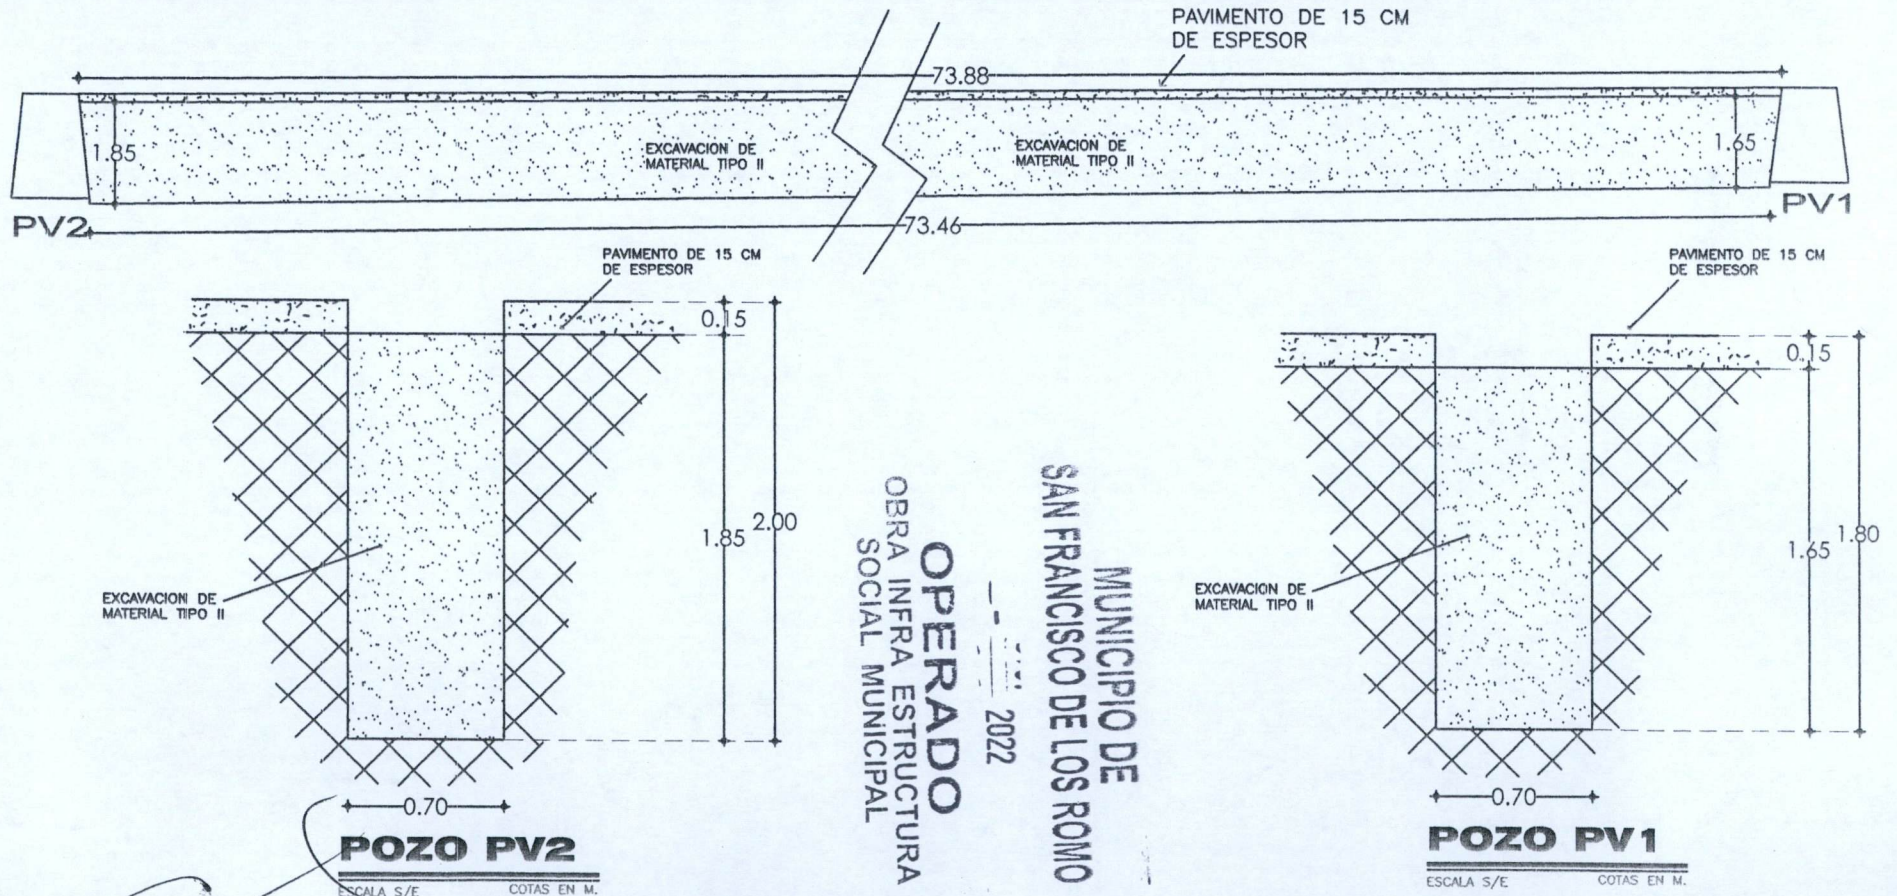 PAVIMENTO DE 15 CM
DE ESPESOR
73.88
1.85
EXCAVACION DE
MATERIAL TIPO II
EXCAVACION DE
MATERIAL TIPO II
1.65
PV2
73.46
PV1
PAVIMENTO DE 15 CM
DE ESPESOR
0.15
1.85
2.00
EXCAVACION DE
MATERIAL TIPO II
0.70
POZO PV2
ESCALA S/E COTAS EN M.
MUNICIPIO DE
SAN FRANCISCO DE LOS ROMO
2022
OPERADO
OBRA INFRA ESTRUCTURA
SOCIAL MUNICIPAL
PAVIMENTO DE 15 CM
DE ESPESOR
0.15
1.65
1.80
EXCAVACION DE
MATERIAL TIPO II
0.70
POZO PV1
ESCALA S/E COTAS EN M.